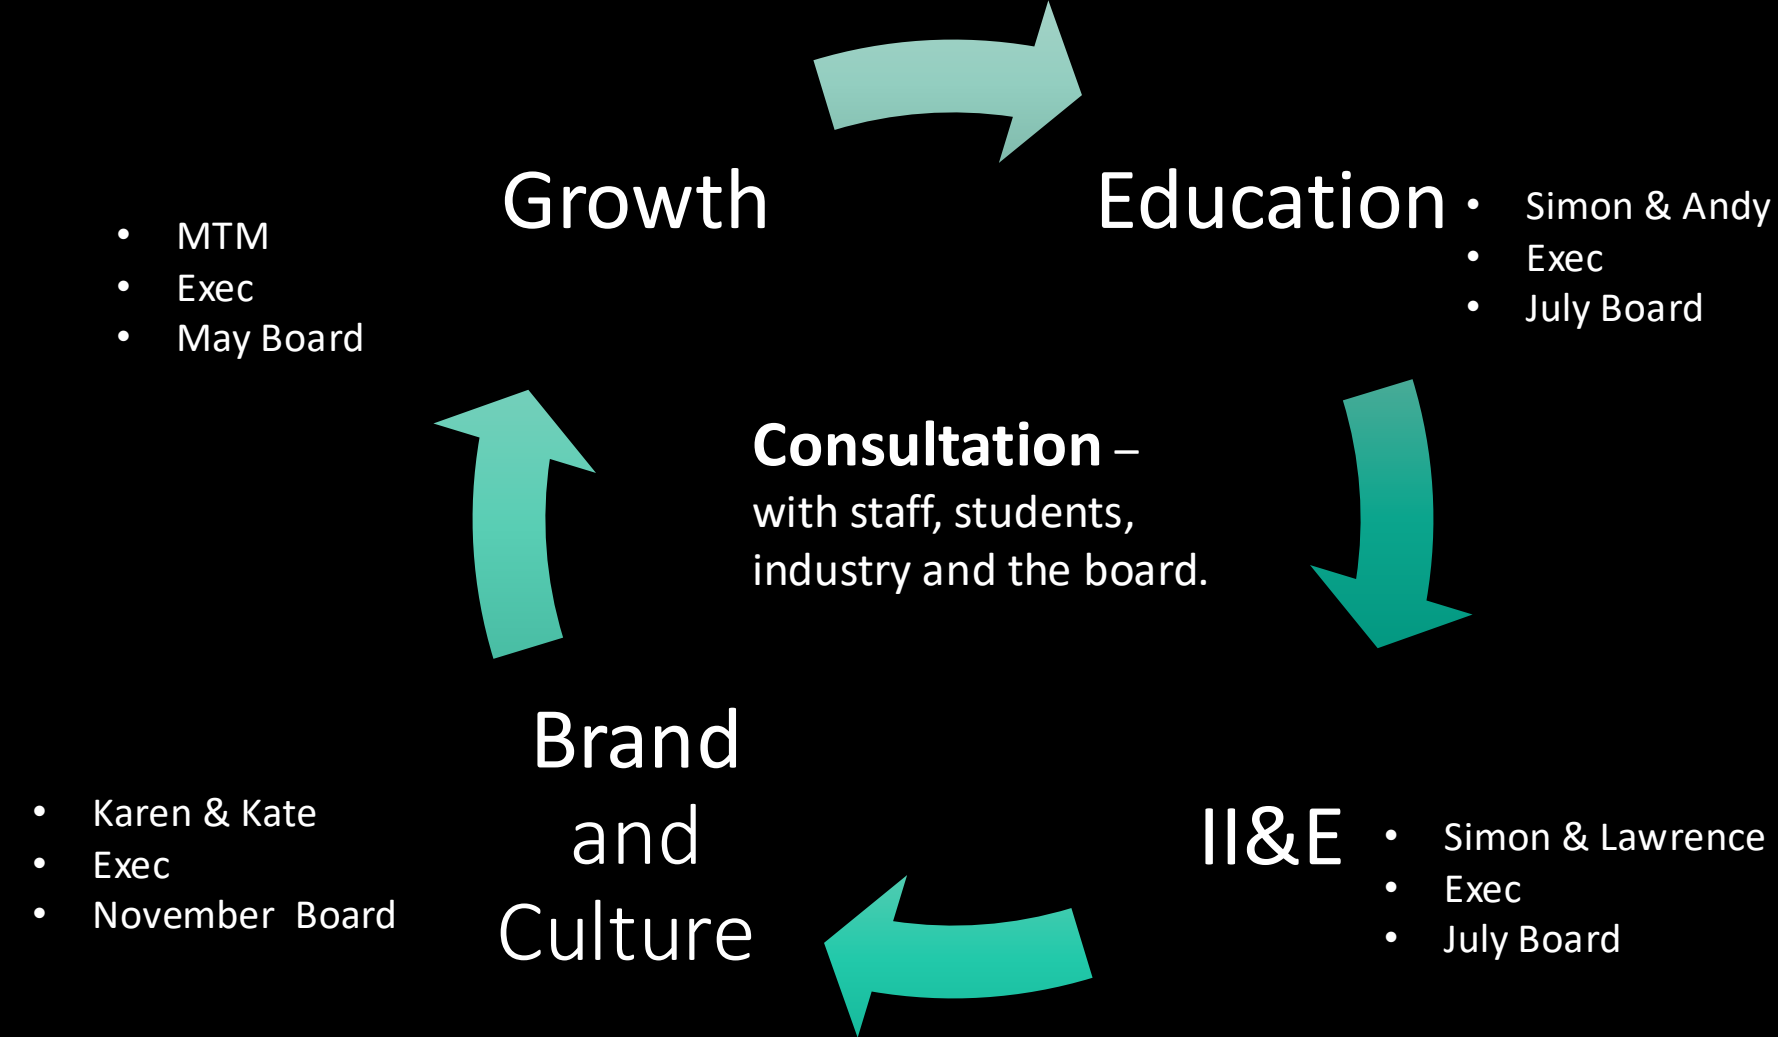 Growth
• MTM
• Exec
• May Board
Education
• Simon & Andy
• Exec
• July Board
Consultation –
with staff, students,
industry and the board.
Brand
and
Culture
• Karen & Kate
• Exec
• November  Board
II&E
• Simon & Lawrence
• Exec
• July Board